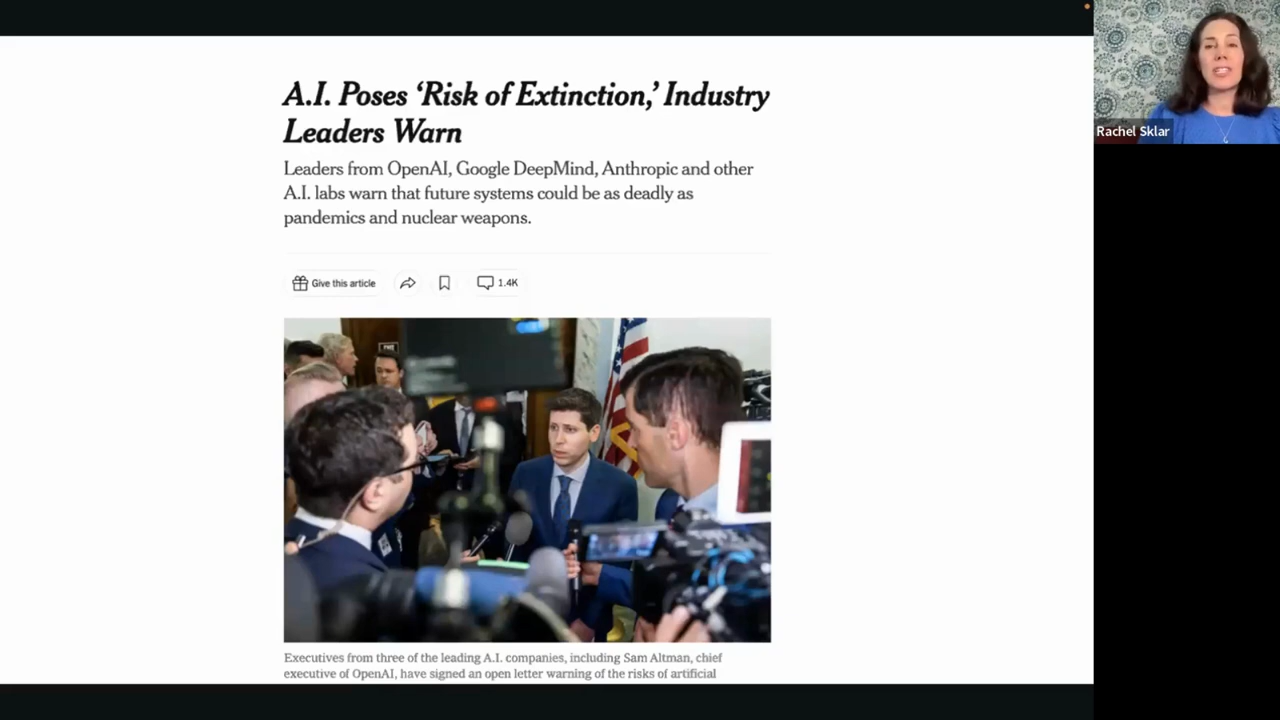 A.I. Poses ‘Risk of Extinction,’ Industry
Leaders Warn
Leaders from OpenAI, Google DeepMind, Anthropic and other
A.I. labs warn that future systems could be as deadly as
pandemics and nuclear weapons.
Give this article
1.4K
Executives from three of the leading A.I. companies, including Sam Altman, chief
executive of OpenAI, have signed an open letter warning of the risks of artificial
Rachel Sklar